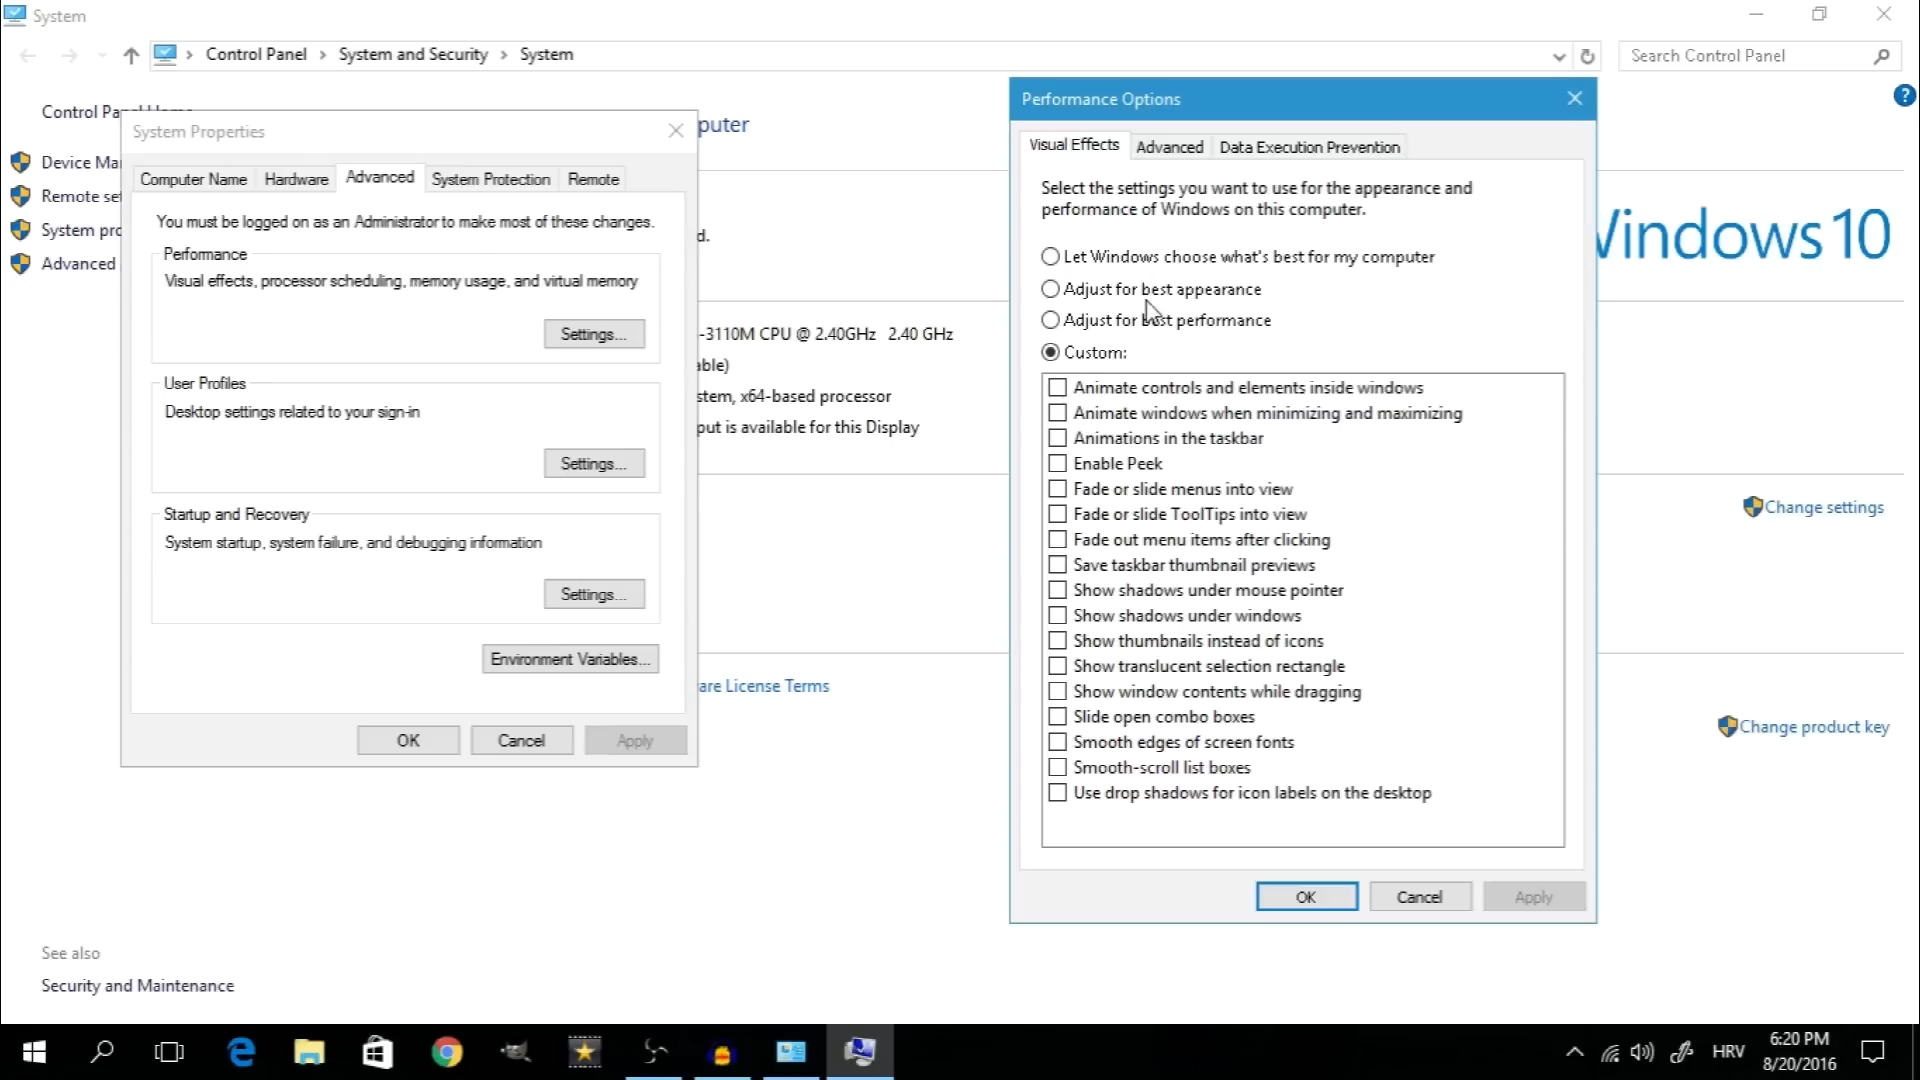 System
Control Panel
System and Security
System
Search Control Panel
Control Panel Home
Device Ma
Remote set
System pro
Advanced
puter
d.
-3110M CPU @ 2.40GHz 2.40 GHz
able)
stem, x64-based processor
put is available for this Display
are License Terms
Windows 10
Change settings
Change product key
See also
Security and Maintenance
System Properties
Computer Name
Hardware
Advanced
System Protection
Remote
You must be logged on as an Administrator to make most of these changes.
Performance
Visual effects, processor scheduling, memory usage, and virtual memory
Settings...
User Profiles
Desktop settings related to your sign-in
Settings...
Startup and Recovery
System startup, system failure, and debugging information
Settings...
Environment Variables...
OK
Cancel
Apply
Performance Options
Visual Effects
Advanced
Data Execution Prevention
Select the settings you want to use for the appearance and
performance of Windows on this computer.
Let Windows choose what's best for my computer
Adjust for best appearance
Adjust for best performance
Custom:
Animate controls and elements inside windows
Animate windows when minimizing and maximizing
Animations in the taskbar
Enable Peek
Fade or slide menus into view
Fade or slide ToolTips into view
Fade out menu items after clicking
Save taskbar thumbnail previews
Show shadows under mouse pointer
Show shadows under windows
Show thumbnails instead of icons
Show translucent selection rectangle
Show window contents while dragging
Slide open combo boxes
Smooth edges of screen fonts
Smooth-scroll list boxes
Use drop shadows for icon labels on the desktop
OK
Cancel
Apply
HRV
6:20 PM
8/20/2016